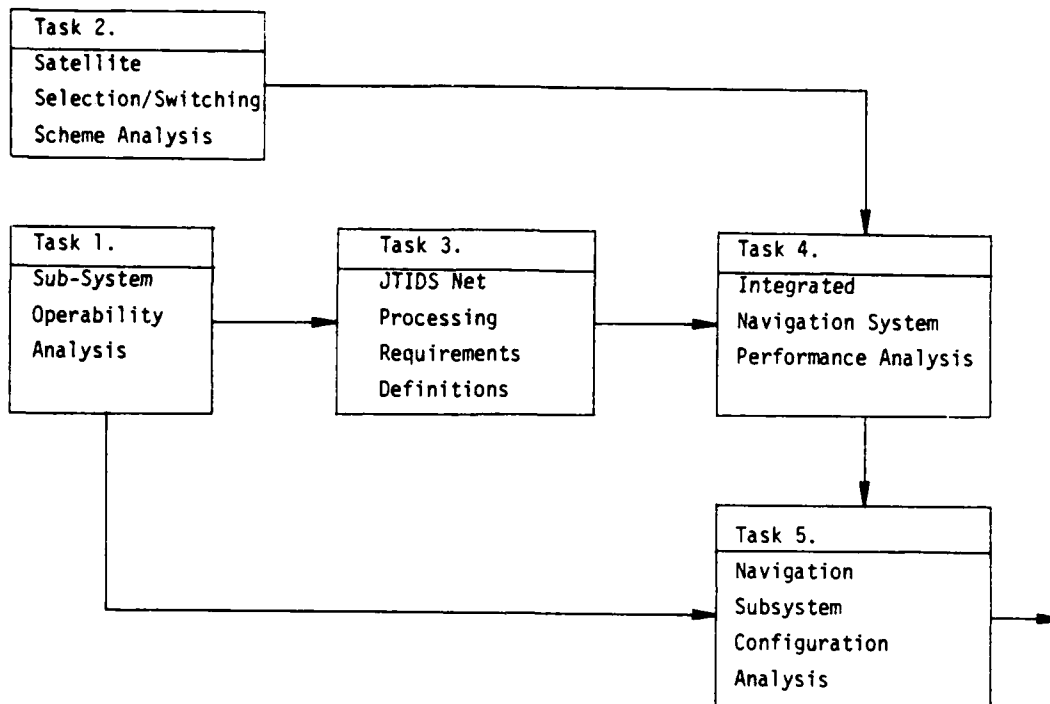 Task 2.
Satellite
Selection/Switching
Scheme Analysis
Task 1.
Sub-System
Operability
Analysis
Task 3.
JTIDS Net
Processing
Requirements
Definitions
Task 4.
Integrated
Navigation System
Performance Analysis
Task 5.
Navigation
Subsystem
Configuration
Analysis